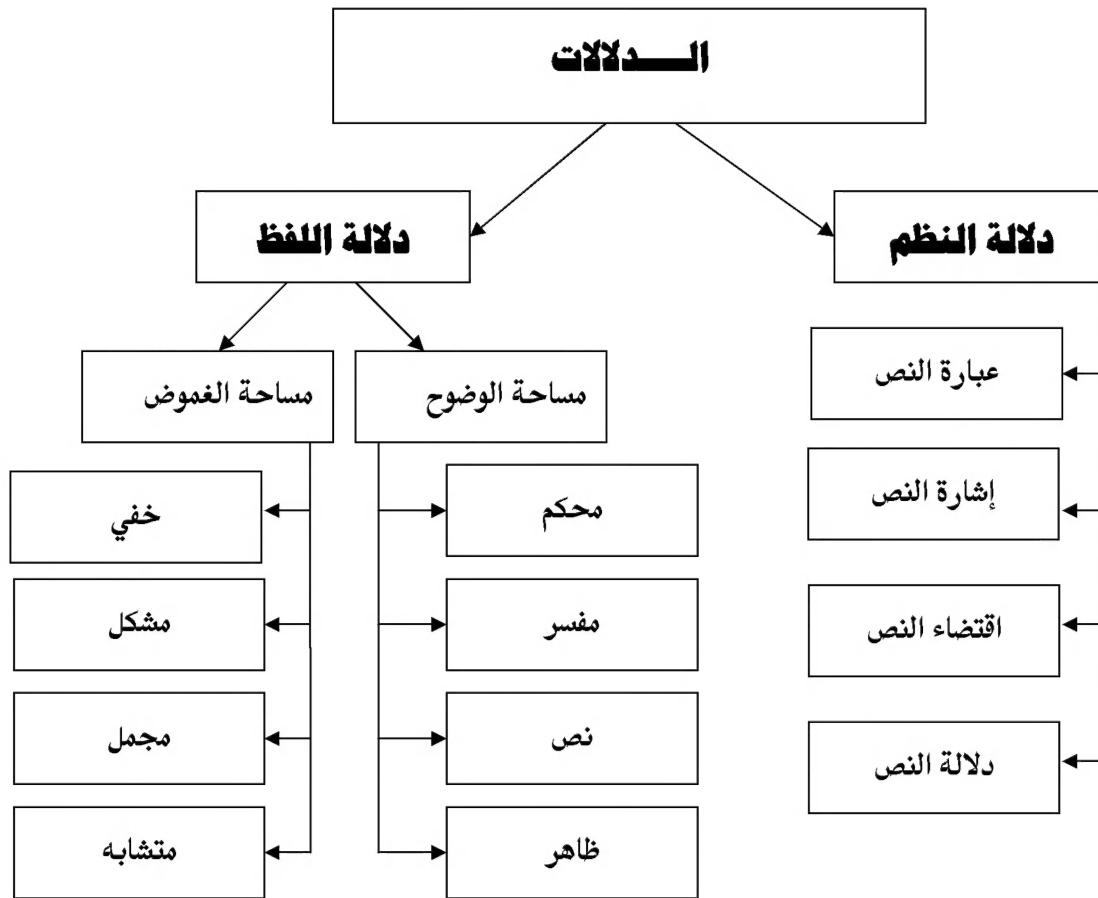 الـــدلالات
دلالة النظم
دلالة اللفظ
عبارة النص
إشارة النص
اقتضاء النص
دلالة النص
مساحة الوضوح
مساحة الغموض
محكم
مفسر
نص
ظاهر
خفي
مشكل
مجمل
متشابه